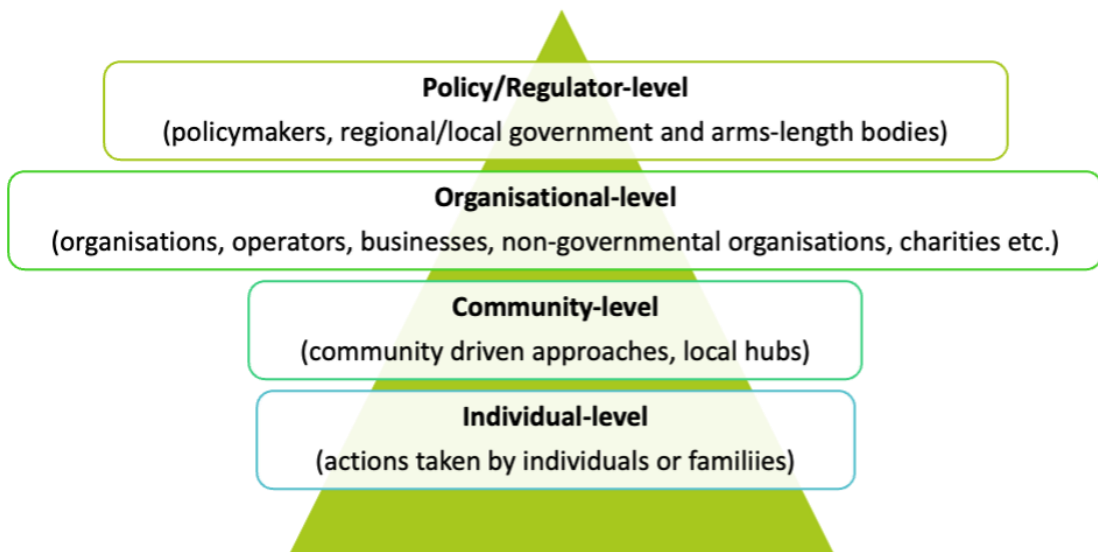 Policy/Regulator-level
(policymakers, regional/local government and arms-length bodies)
Organisational-level
(organisations, operators, businesses, non-governmental organisations, charities etc.)
Community-level
(community driven approaches, local hubs)
Individual-level
(actions taken by individuals or familiies)